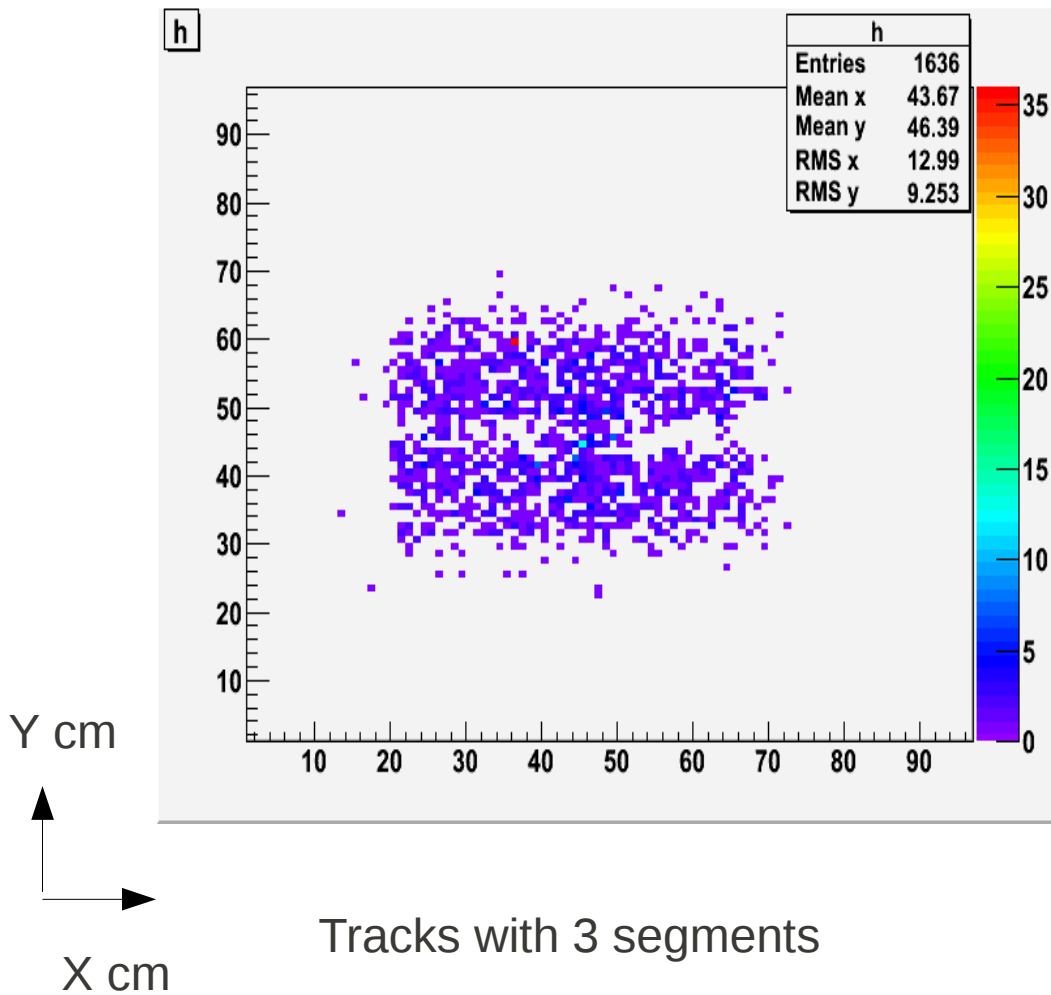 h
h
Entries 1636
Mean x 43.67
Mean y 46.39
RMS x 12.99
RMS y 9.253
90
80
70
60
50
40
30
20
10
10 20 30 40 50 60 70 80 90
35
30
25
20
15
10
5
0
Y cm
X cm
Tracks with 3 segments